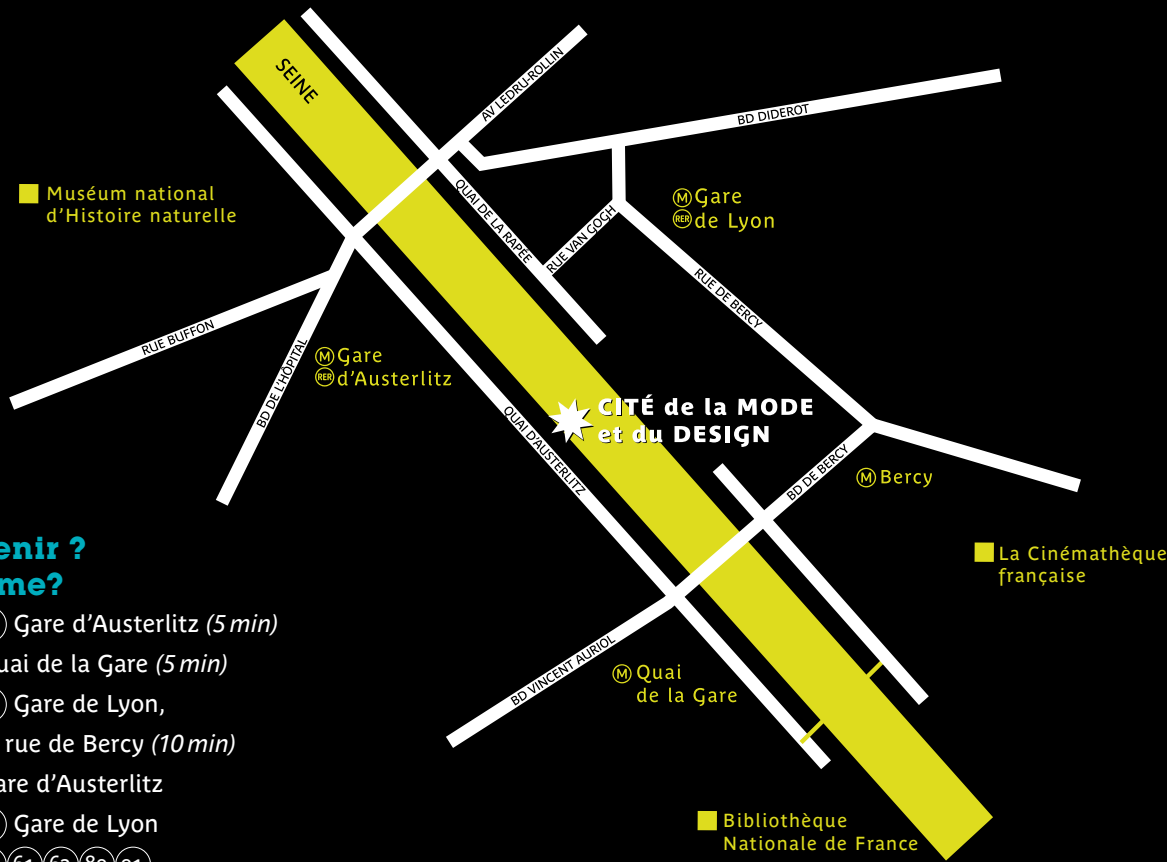 SEINE
AV LEDRU-ROLLIN
BD DIDEROT
Muséum national
d'Histoire naturelle
QUAI DE LA RAPÉE
M Gare
RER de Lyon
RUE VAN GOGH
RUE DE BERCY
RUE BUFFON
BD DE L'HÔPITAL
M Gare
RER d'Austerlitz
QUAI D'AUSTERLITZ
CITÉ de la MODE
et du DESIGN
BD DE BERCY
M Bercy
La Cinémathèque
française
BD VINCENT AURIOL
M Quai
de la Gare
Bibliothèque
Nationale de France
enir ?
me?
Gare d'Austerlitz (5 min)
uai de la Gare (5 min)
Gare de Lyon,
rue de Bercy (10 min)
are d'Austerlitz
Gare de Lyon